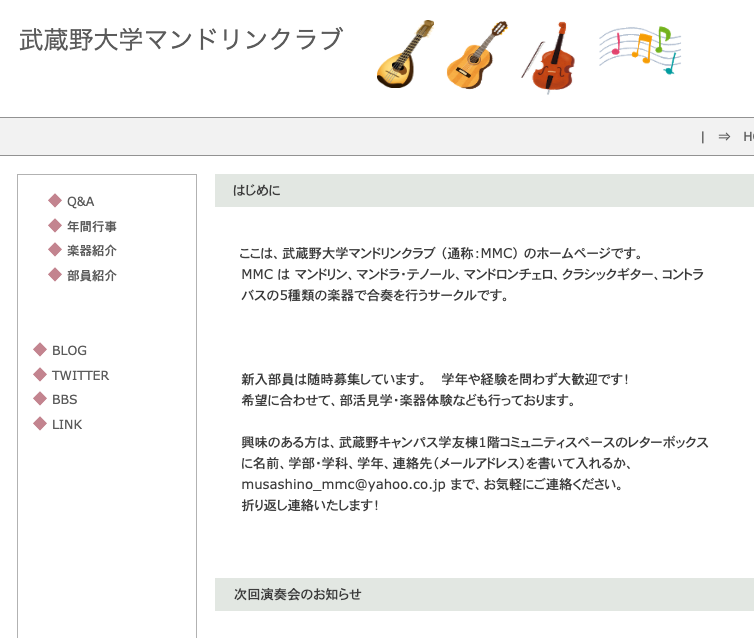 武蔵野大学マンドリンクラブ
| ⇒ H
はじめに
◆ Q&A
◆ 年間行事
◆ 楽器紹介
◆ 部員紹介
◆ BLOG
◆ TWITTER
◆ BBS
◆ LINK
ここは、武蔵野大学マンドリンクラブ（通称：MMC）のホームページです。
MMC は マンドリン、マンドラ・テノール、マンドロンチェロ、クラシックギター、コントラ
バスの5種類の楽器で合奏を行うサークルです。
新入部員は随時募集しています。　学年や経験を問わず大歓迎です！
希望に合わせて、部活見学・楽器体験なども行っております。
興味のある方は、武蔵野キャンパス学友棟1階コミュニティスペースのレターボックス
に名前、学部・学科、学年、連絡先（メールアドレス）を書いて入れるか、
musashino_mmc@yahoo.co.jp まで、お気軽にご連絡ください。
折り返し連絡いたします！
次回演奏会のお知らせ